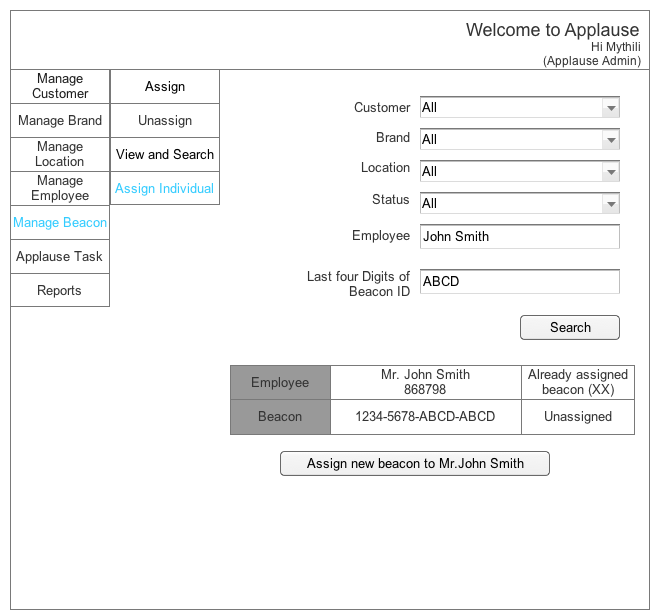 Welcome to Applause
Hi Mythili
(Applause Admin)
Manage
Customer
Manage Brand
Manage
Location
Manage
Employee
Manage Beacon
Applause Task
Reports
Assign
Unassign
View and Search
Assign Individual
Customer All
Brand All
Location All
Status All
Employee John Smith
Last four Digits of
Beacon ID ABCD
Search
Employee Mr. John Smith
868798
Already assigned
beacon (XX)
Beacon 1234-5678-ABCD-ABCD Unassigned
Assign new beacon to Mr.John Smith